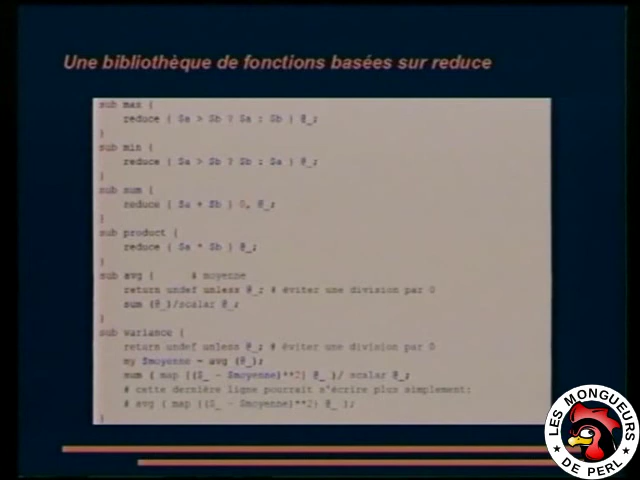 Une bibliothèque de fonctions basées sur reduce
sub max {
reduce { $a > $b ? $a : $b } @_;
}
sub min {
reduce { $a > $b ? $b : $a } @_;
}
sub sum {
reduce { $a + $b } 0, @_;
}
sub product {
reduce { $a * $b } @_;
}
sub avg { # moyenne
return undef unless @_; # éviter une division par 0
sum (@_)/scalar @_;
}
sub variance {
return undef unless @_; # éviter une division par 0
my $moyenne = avg (@_);
sum ( map {($_ - $moyenne)**2} @_ )/ scalar @_;
# cette dernière ligne pourrait s'écrire plus simplement:
# avg ( map {($_ - $moyenne)**2} @_ );
}
LES MONGUEURS
DE PERL